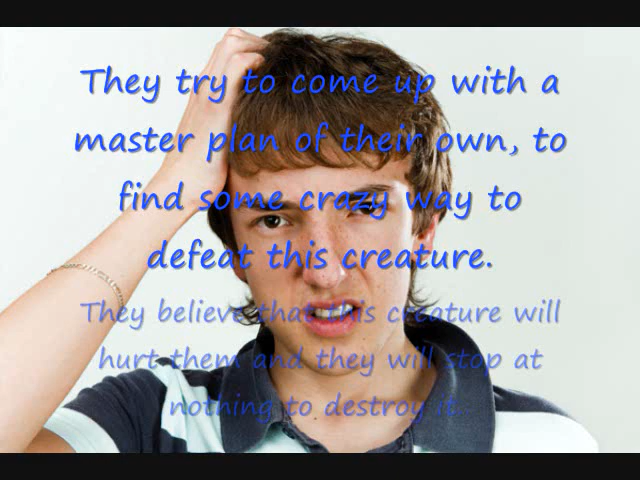 They try to come up with a
master plan of their own, to
find some crazy way to
defeat this creature.
They believe that this creature will
hurt them and they will stop at
nothing to destroy it.